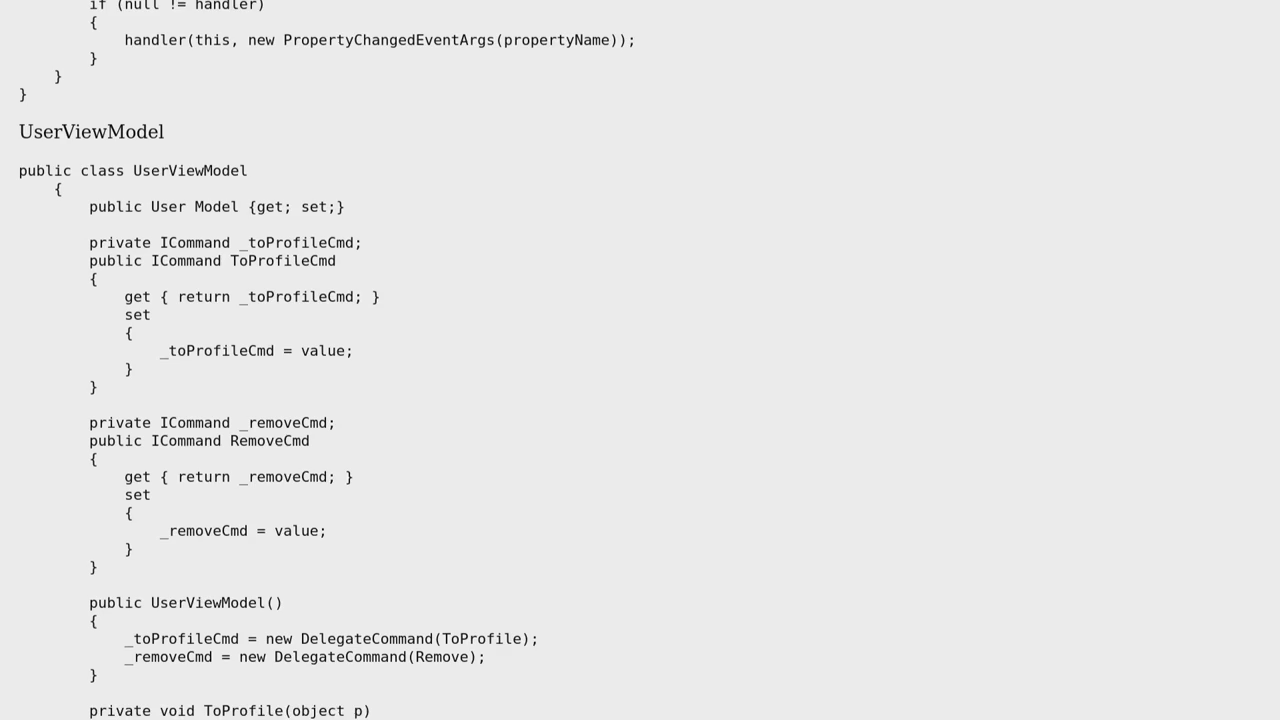 if (null != handler)
        {
            handler(this, new PropertyChangedEventArgs(propertyName));
        }
    }
}
UserViewModel
public class UserViewModel
    {
        public User Model {get; set;}

        private ICommand _toProfileCmd;
        public ICommand ToProfileCmd
        {
            get { return _toProfileCmd; }
            set
            {
                _toProfileCmd = value;
            }
        }

        private ICommand _removeCmd;
        public ICommand RemoveCmd
        {
            get { return _removeCmd; }
            set
            {
                _removeCmd = value;
            }
        }

        public UserViewModel()
        {
            _toProfileCmd = new DelegateCommand(ToProfile);
            _removeCmd = new DelegateCommand(Remove);
        }

        private void ToProfile(object p)